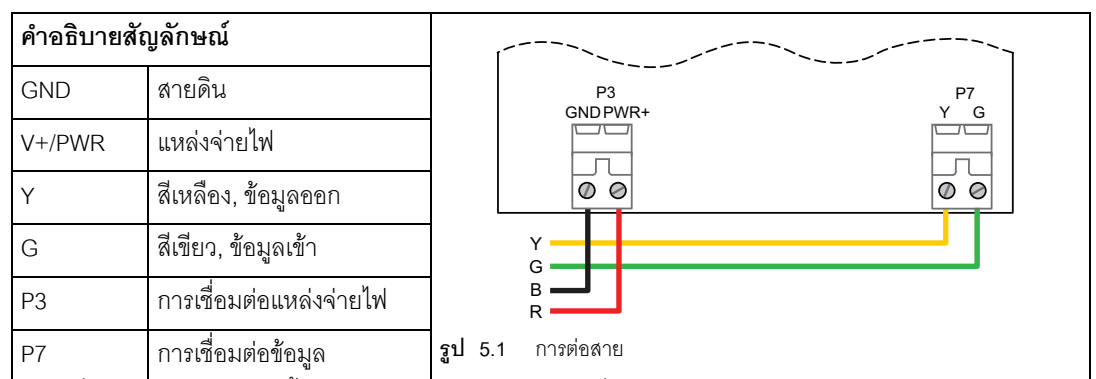 คำอธิบายสัญลักษณ์
GND สายดิน
V+/PWR แหล่งจ่ายไฟ
Y สีเหลือง, ข้อมูลออก
G สีเขียว, ข้อมูลเข้า
P3 การเชื่อมต่อแหล่งจ่ายไฟ
P7 การเชื่อมต่อข้อมูล
P3
GND PWR+
P7
Y G
Y
G
B
R
รูป 5.1 การต่อสาย